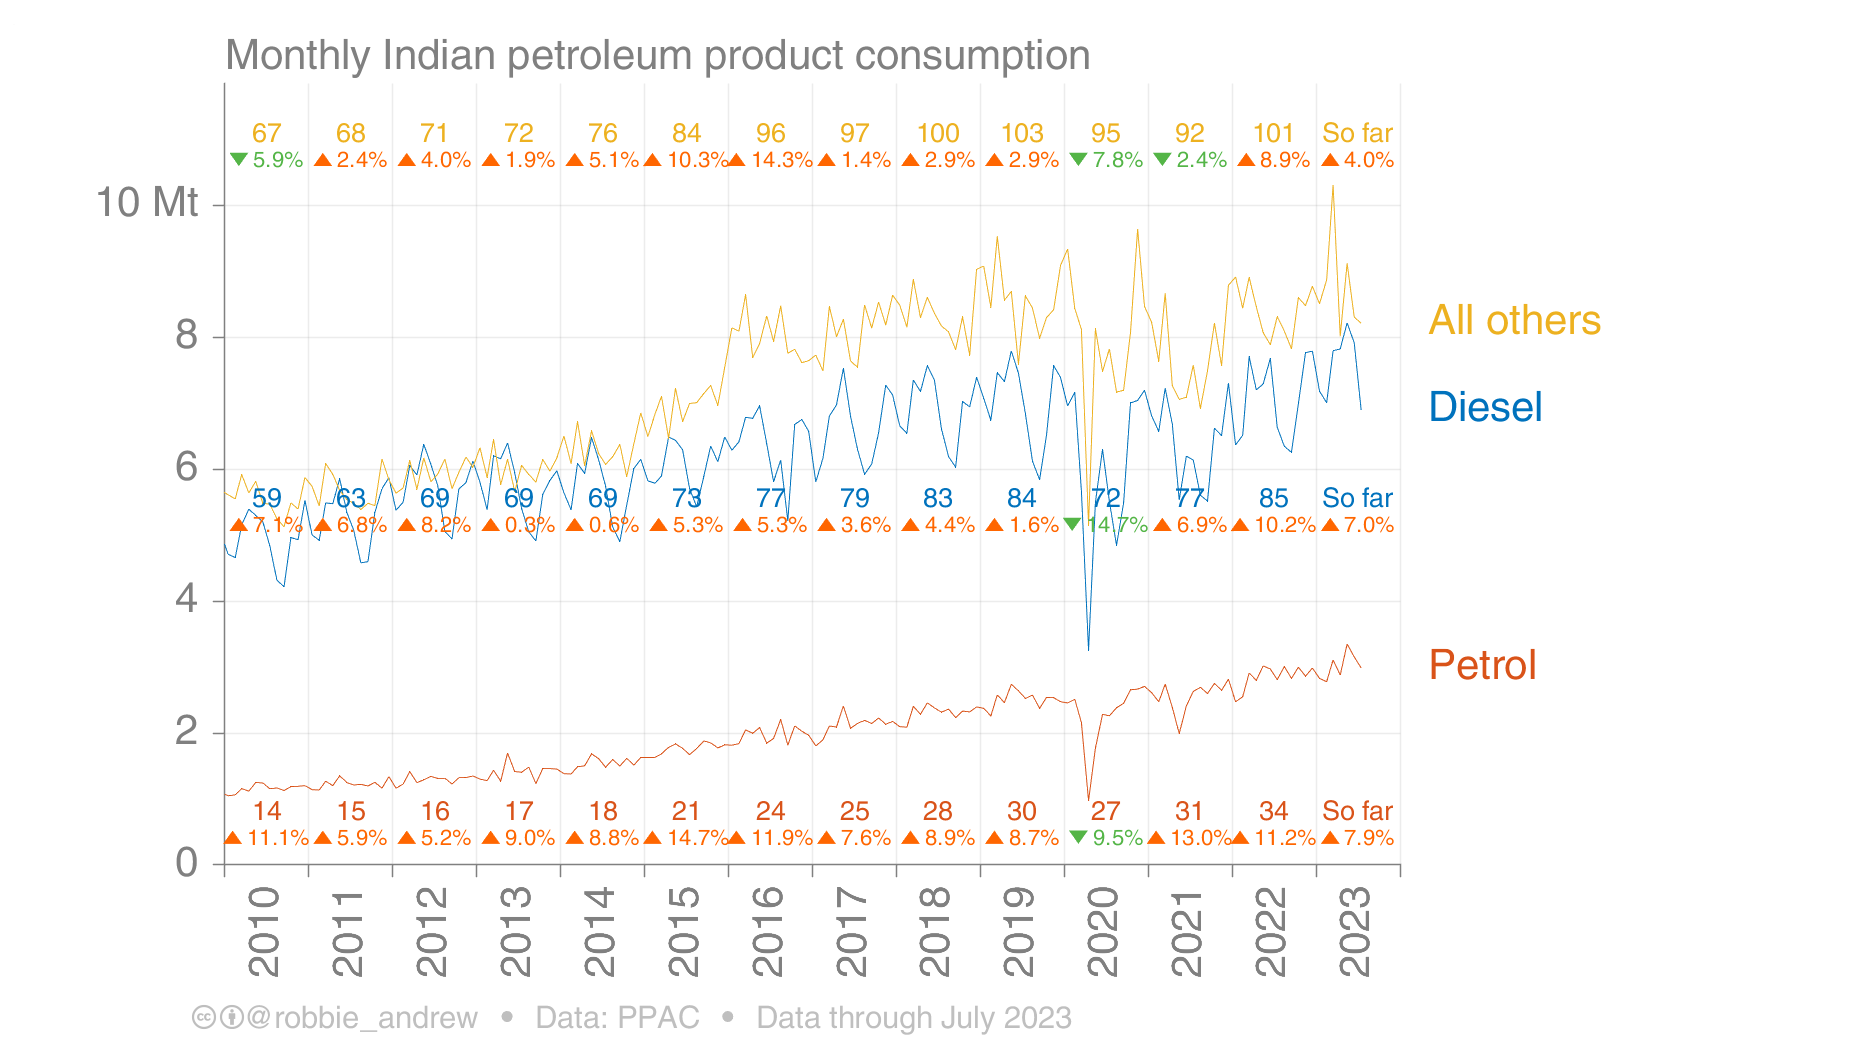 Monthly Indian petroleum product consumption
67 68 71 72 76 84 96 97 100 103 95 92 101 So far
▼ 5.9% ▲ 2.4% ▲ 4.0% ▲ 1.9% ▲ 5.1% ▲ 10.3% ▲ 14.3% ▲ 1.4% ▲ 2.9% ▲ 2.9% ▼ 7.8% ▼ 2.4% ▲ 8.9% ▲ 4.0%
10 Mt
8
All others
Diesel
6
59 63 69 69 69 73 77 79 83 84 72 77 85 So far
▲ 7.1% ▲ 6.8% ▲ 8.2% ▲ 0.3% ▲ 0.6% ▲ 5.3% ▲ 5.3% ▲ 3.6% ▲ 4.4% ▲ 1.6% ▼ 14.7% ▲ 6.9% ▲ 10.2% ▲ 7.0%
4
Petrol
2
14 15 16 17 18 21 24 25 28 30 27 31 34 So far
▲ 11.1% ▲ 5.9% ▲ 5.2% ▲ 9.0% ▲ 8.8% ▲ 14.7% ▲ 11.9% ▲ 7.6% ▲ 8.9% ▲ 8.7% ▼ 9.5% ▲ 13.0% ▲ 11.2% ▲ 7.9%
0
2010 2011 2012 2013 2014 2015 2016 2017 2018 2019 2020 2021 2022 2023
cc @robbie_andrew • Data: PPAC • Data through July 2023